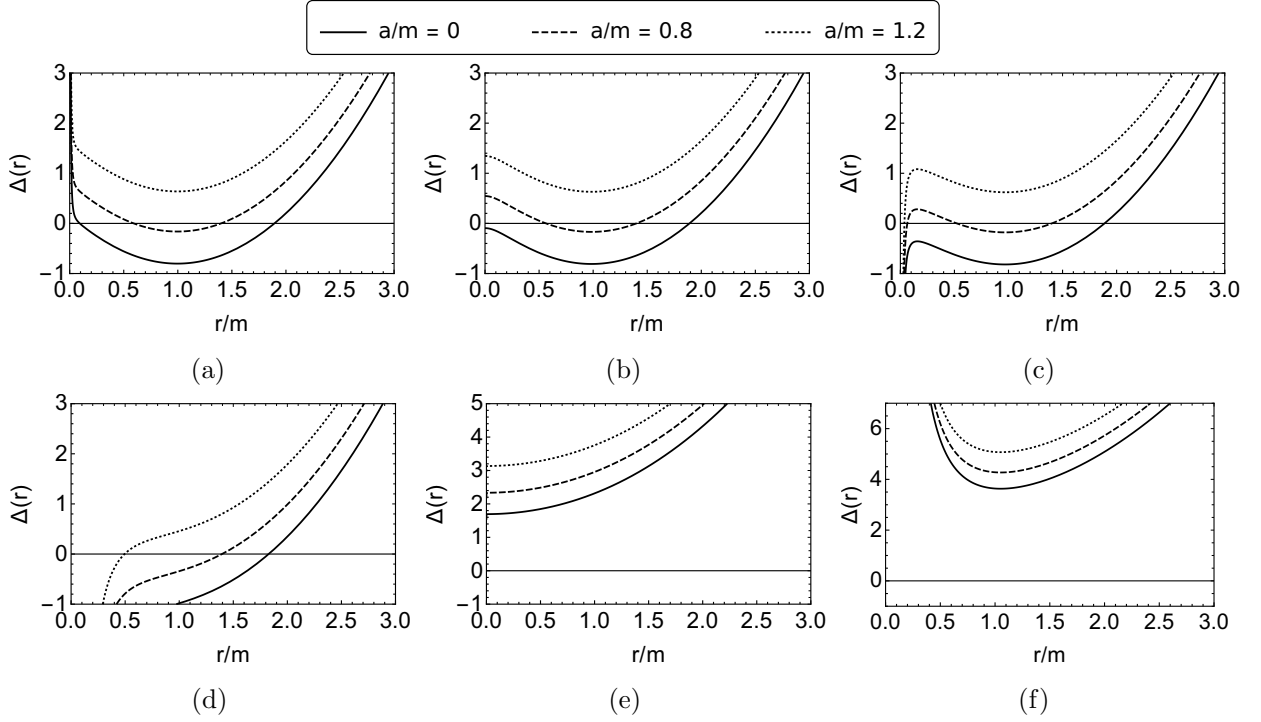 a/m = 0 a/m = 0.8 a/m = 1.2
3 3 3
2 2 2
1 1 1
0 0 0
−1 −1 −1
Δ(r) Δ(r) Δ(r)
0.0 0.5 1.0 1.5 2.0 2.5 3.0 0.0 0.5 1.0 1.5 2.0 2.5 3.0 0.0 0.5 1.0 1.5 2.0 2.5 3.0
r/m r/m r/m
(a) (b) (c)
3 5 6
2 4 4
1 3 2
0 2 0
−1 1
0
−1
Δ(r) Δ(r) Δ(r)
0.0 0.5 1.0 1.5 2.0 2.5 3.0 0.0 0.5 1.0 1.5 2.0 2.5 3.0 0.0 0.5 1.0 1.5 2.0 2.5 3.0
r/m r/m r/m
(d) (e) (f)